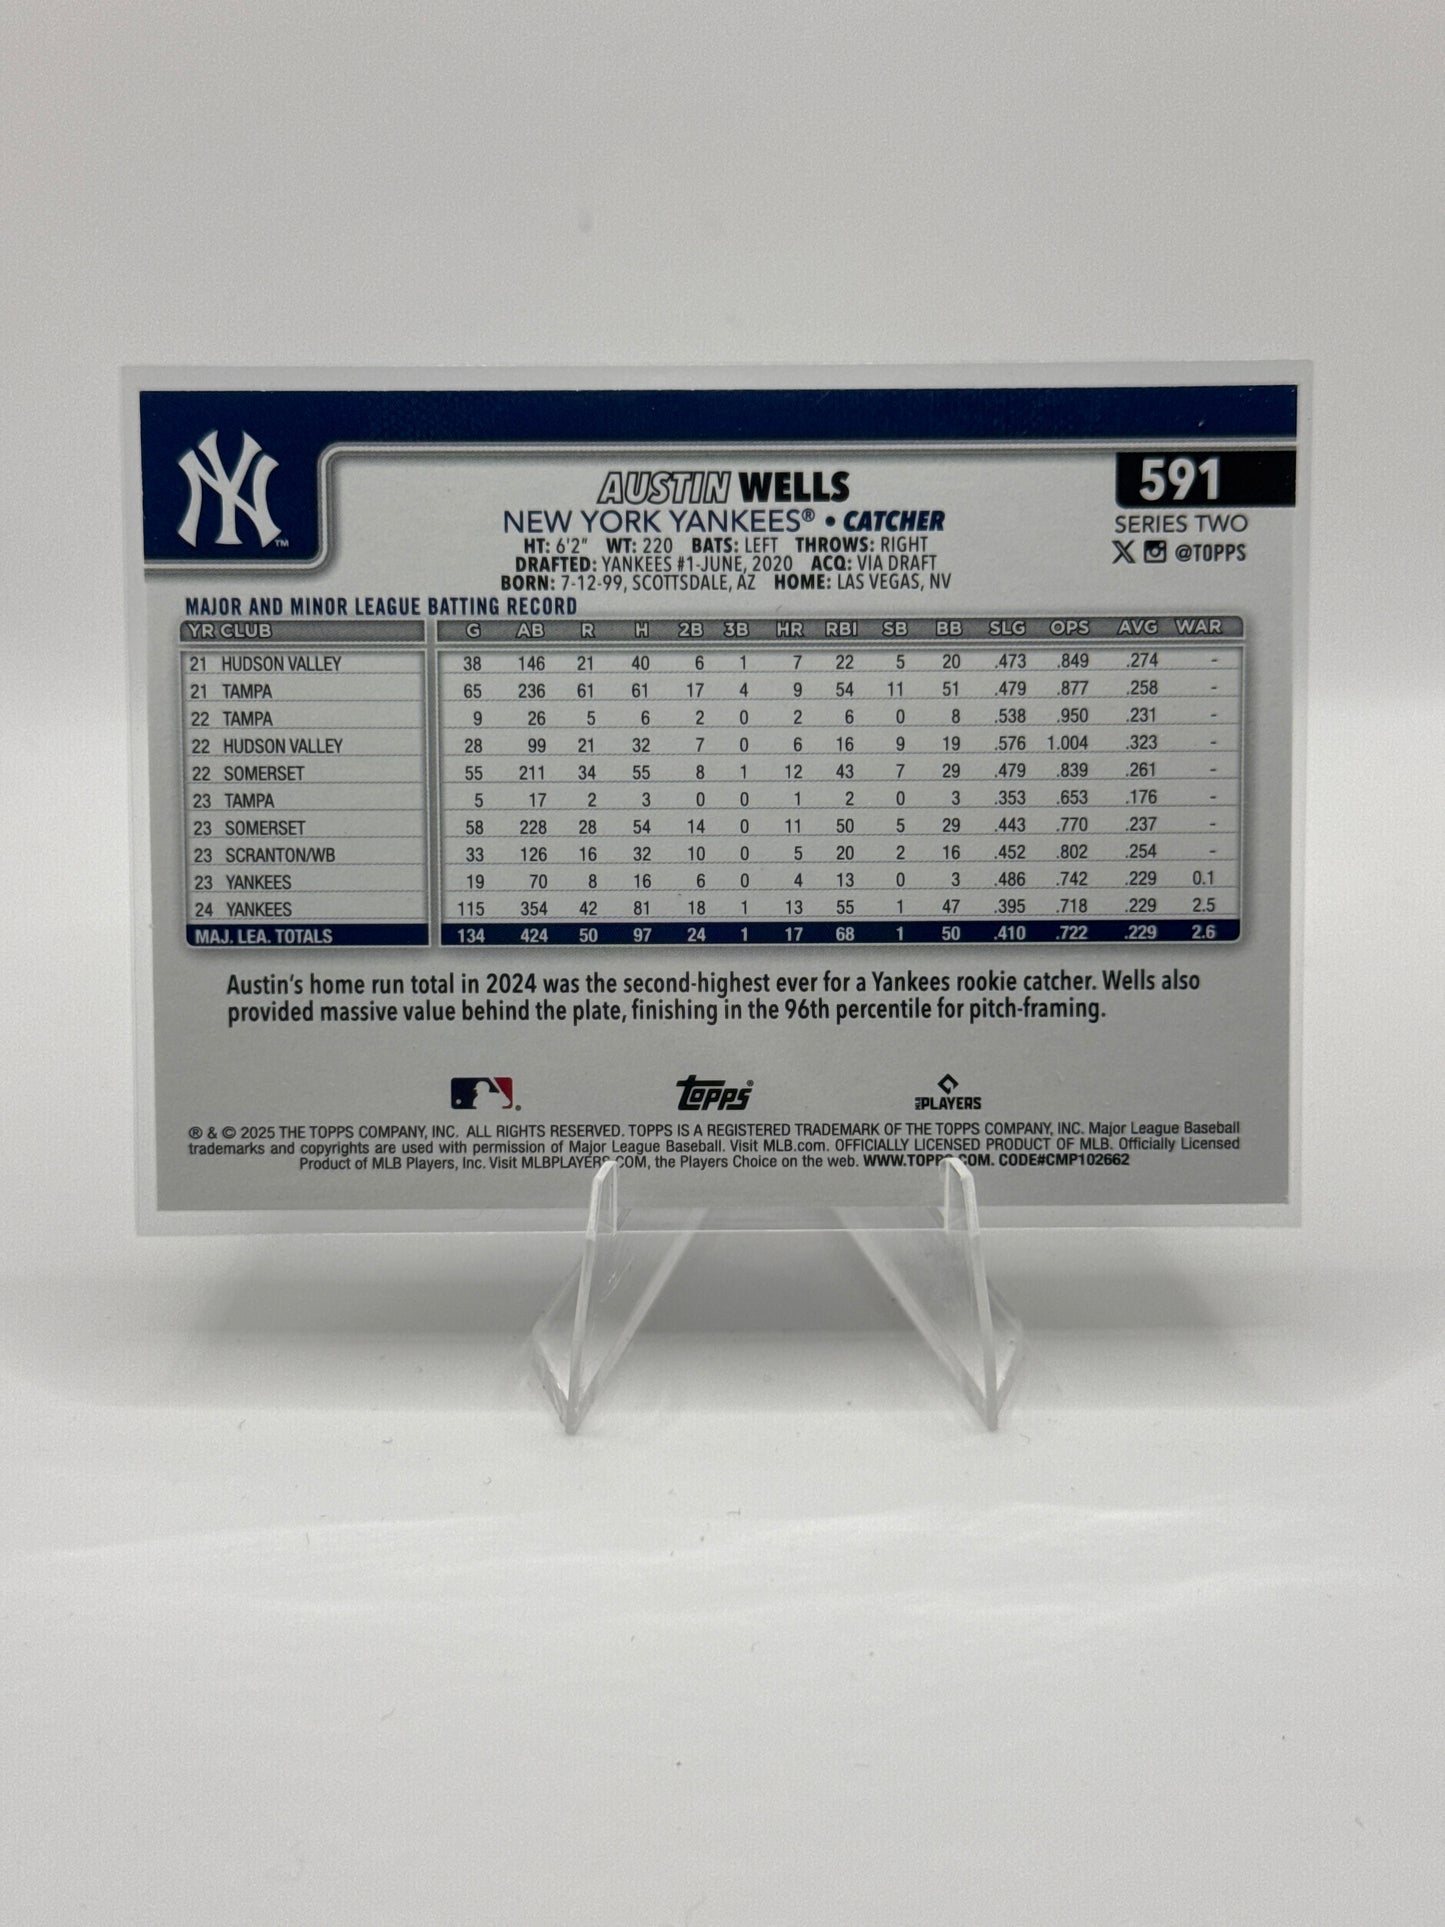 591
AUSTIN WELLS
NEW YORK YANKEES® • CATCHER
SERIES TWO
HT: 6'2" WT: 220 BATS: LEFT THROWS: RIGHT
@TOPPS
DRAFTED: YANKEES #1-JUNE, 2020 ACQ: VIA DRAFT
BORN: 7-12-99, SCOTTSDALE, AZ HOME: LAS VEGAS, NV
NY
TM
MAJOR AND MINOR LEAGUE BATTING RECORD
YR CLUB G AB R H 2B 3B HR RBI SB BB SLG OPS AVG WAR
21 HUDSON VALLEY 38 146 21 40 6 1 7 22 5 20 .473 .849 .274 -
21 TAMPA 65 236 61 61 17 4 9 54 11 51 .479 .877 .258 -
22 TAMPA 9 26 5 6 2 0 2 6 0 8 .538 .950 .231 -
22 HUDSON VALLEY 28 99 21 32 7 0 6 16 9 19 .576 1.004 .323 -
22 SOMERSET 55 211 34 55 8 1 12 43 7 29 .479 .839 .261 -
23 TAMPA 5 17 2 3 0 0 1 2 0 3 .353 .653 .176 -
23 SOMERSET 58 228 28 54 14 0 11 50 5 29 .443 .770 .237 -
23 SCRANTON/WB 33 126 16 32 10 0 5 20 2 16 .452 .802 .254 -
23 YANKEES 19 70 8 16 6 0 4 13 0 3 .486 .742 .229 0.1
24 YANKEES 115 354 42 81 18 1 13 55 1 47 .395 .718 .229 2.5
MAJ. LEA. TOTALS 134 424 50 97 24 1 17 68 1 50 .410 .722 .229 2.6
Austin's home run total in 2024 was the second-highest ever for a Yankees rookie catcher. Wells also
provided massive value behind the plate, finishing in the 96th percentile for pitch-framing.
Topps®
MLB PLAYERS
® & © 2025 THE TOPPS COMPANY, INC. ALL RIGHTS RESERVED. TOPPS IS A REGISTERED TRADEMARK OF THE TOPPS COMPANY, INC. Major League Baseball
trademarks and copyrights are used with permission of Major League Baseball. Visit MLB.com. OFFICIALLY LICENSED PRODUCT OF MLB. Officially Licensed
Product of MLB Players, Inc. Visit MLBPLAYERS.COM, the Players Choice on the web. WWW.TOPPS.COM. CODE#CMP102662